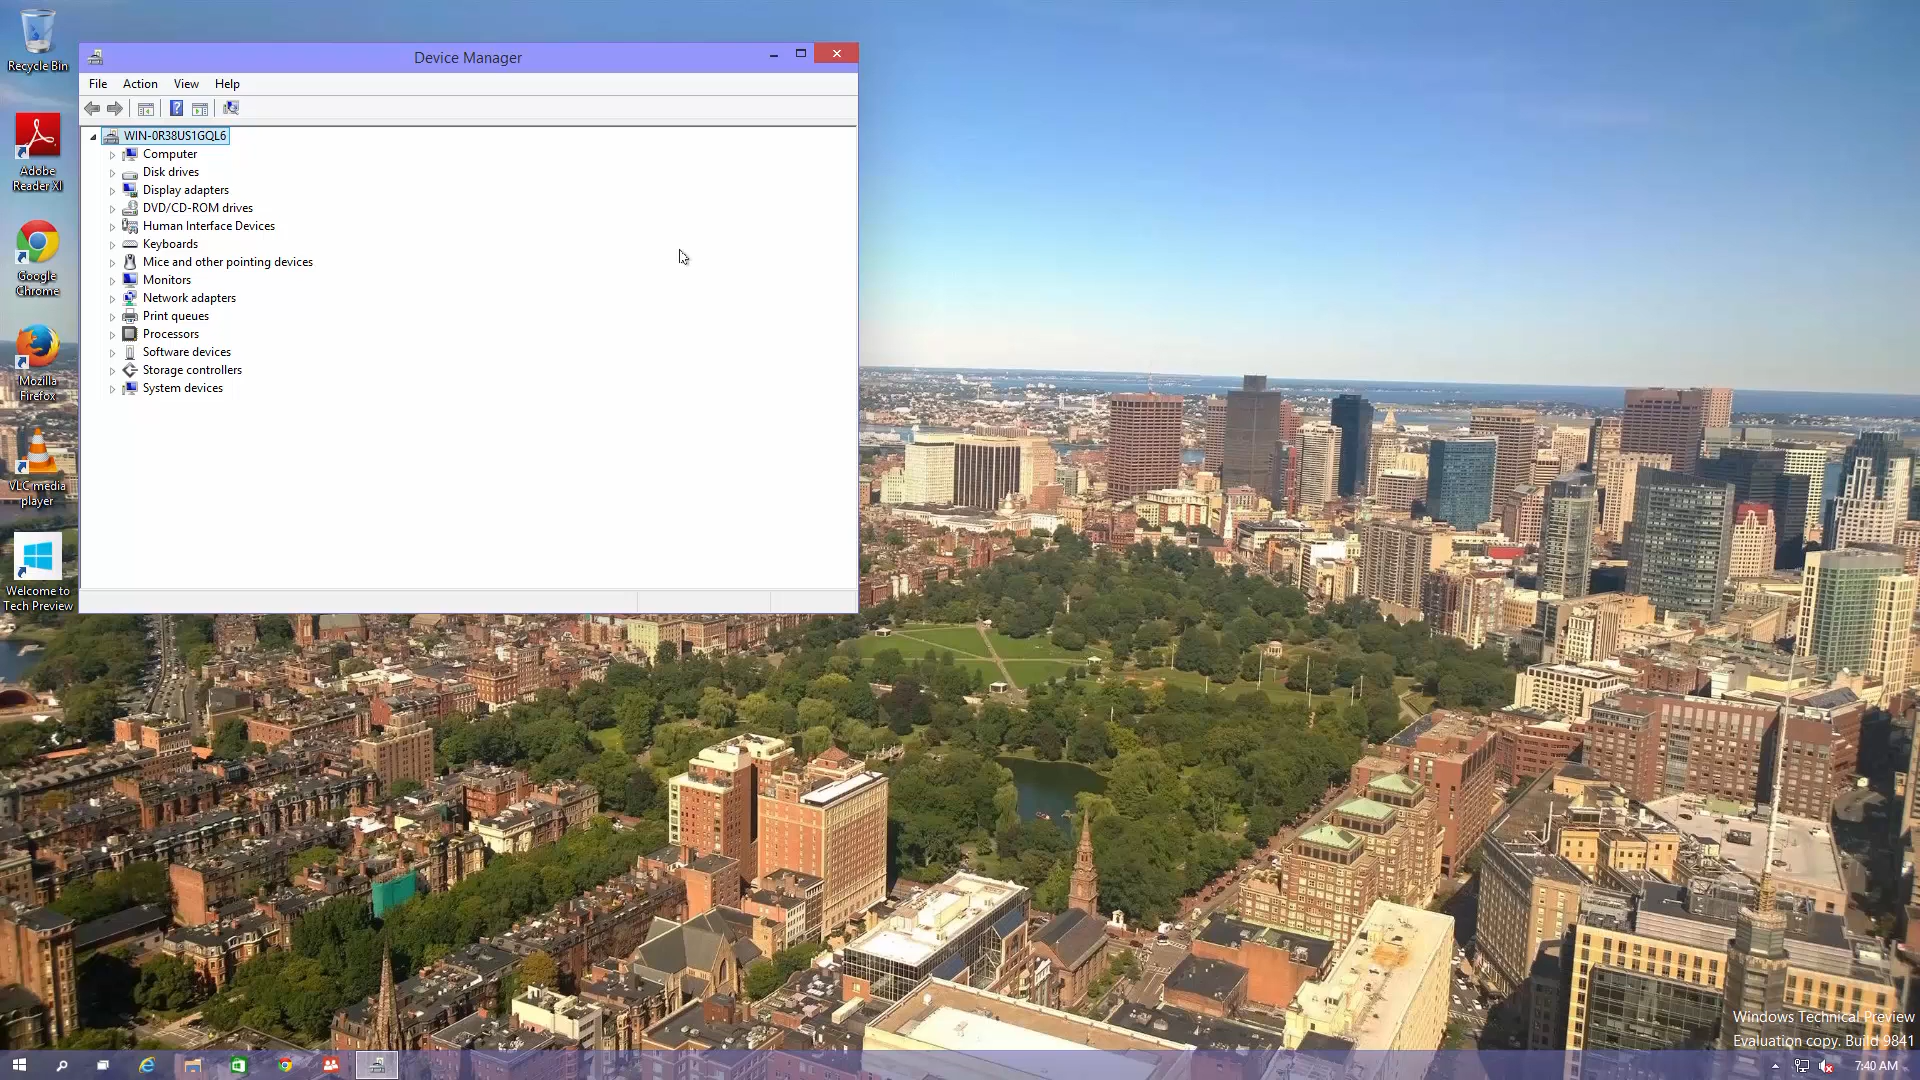 Recycle Bin
Adobe
Reader XI
Google
Chrome
Mozilla
Firefox
VLC media
player
Welcome to
Tech Preview
Device Manager
File Action View Help
WIN-0R38US1GQL6
Computer
Disk drives
Display adapters
DVD/CD-ROM drives
Human Interface Devices
Keyboards
Mice and other pointing devices
Monitors
Network adapters
Print queues
Processors
Software devices
Storage controllers
System devices
Windows Technical Preview
Evaluation copy. Build 9841
7:40 AM